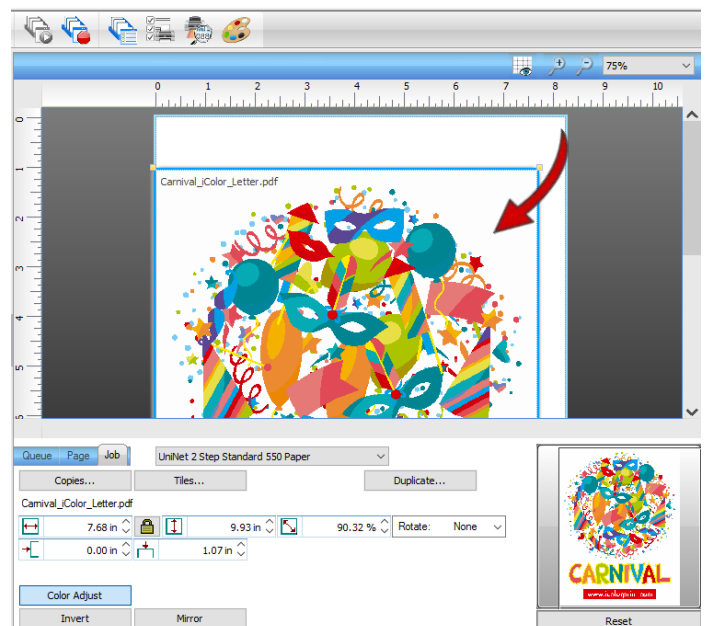 75%
0 1 2 3 4 5 6 7 8 9 10
0
1
2
3
4
5
6
Carnival_iColor_Letter.pdf
Queue Page Job UniNet 2 Step Standard 550 Paper
Copies... Tiles... Duplicate...
Carnival_iColor_Letter.pdf
7.68 in 9.93 in 90.32 % Rotate: None
0.00 in 1.07 in
CARNIVAL
Color Adjust
Invert Mirror Reset